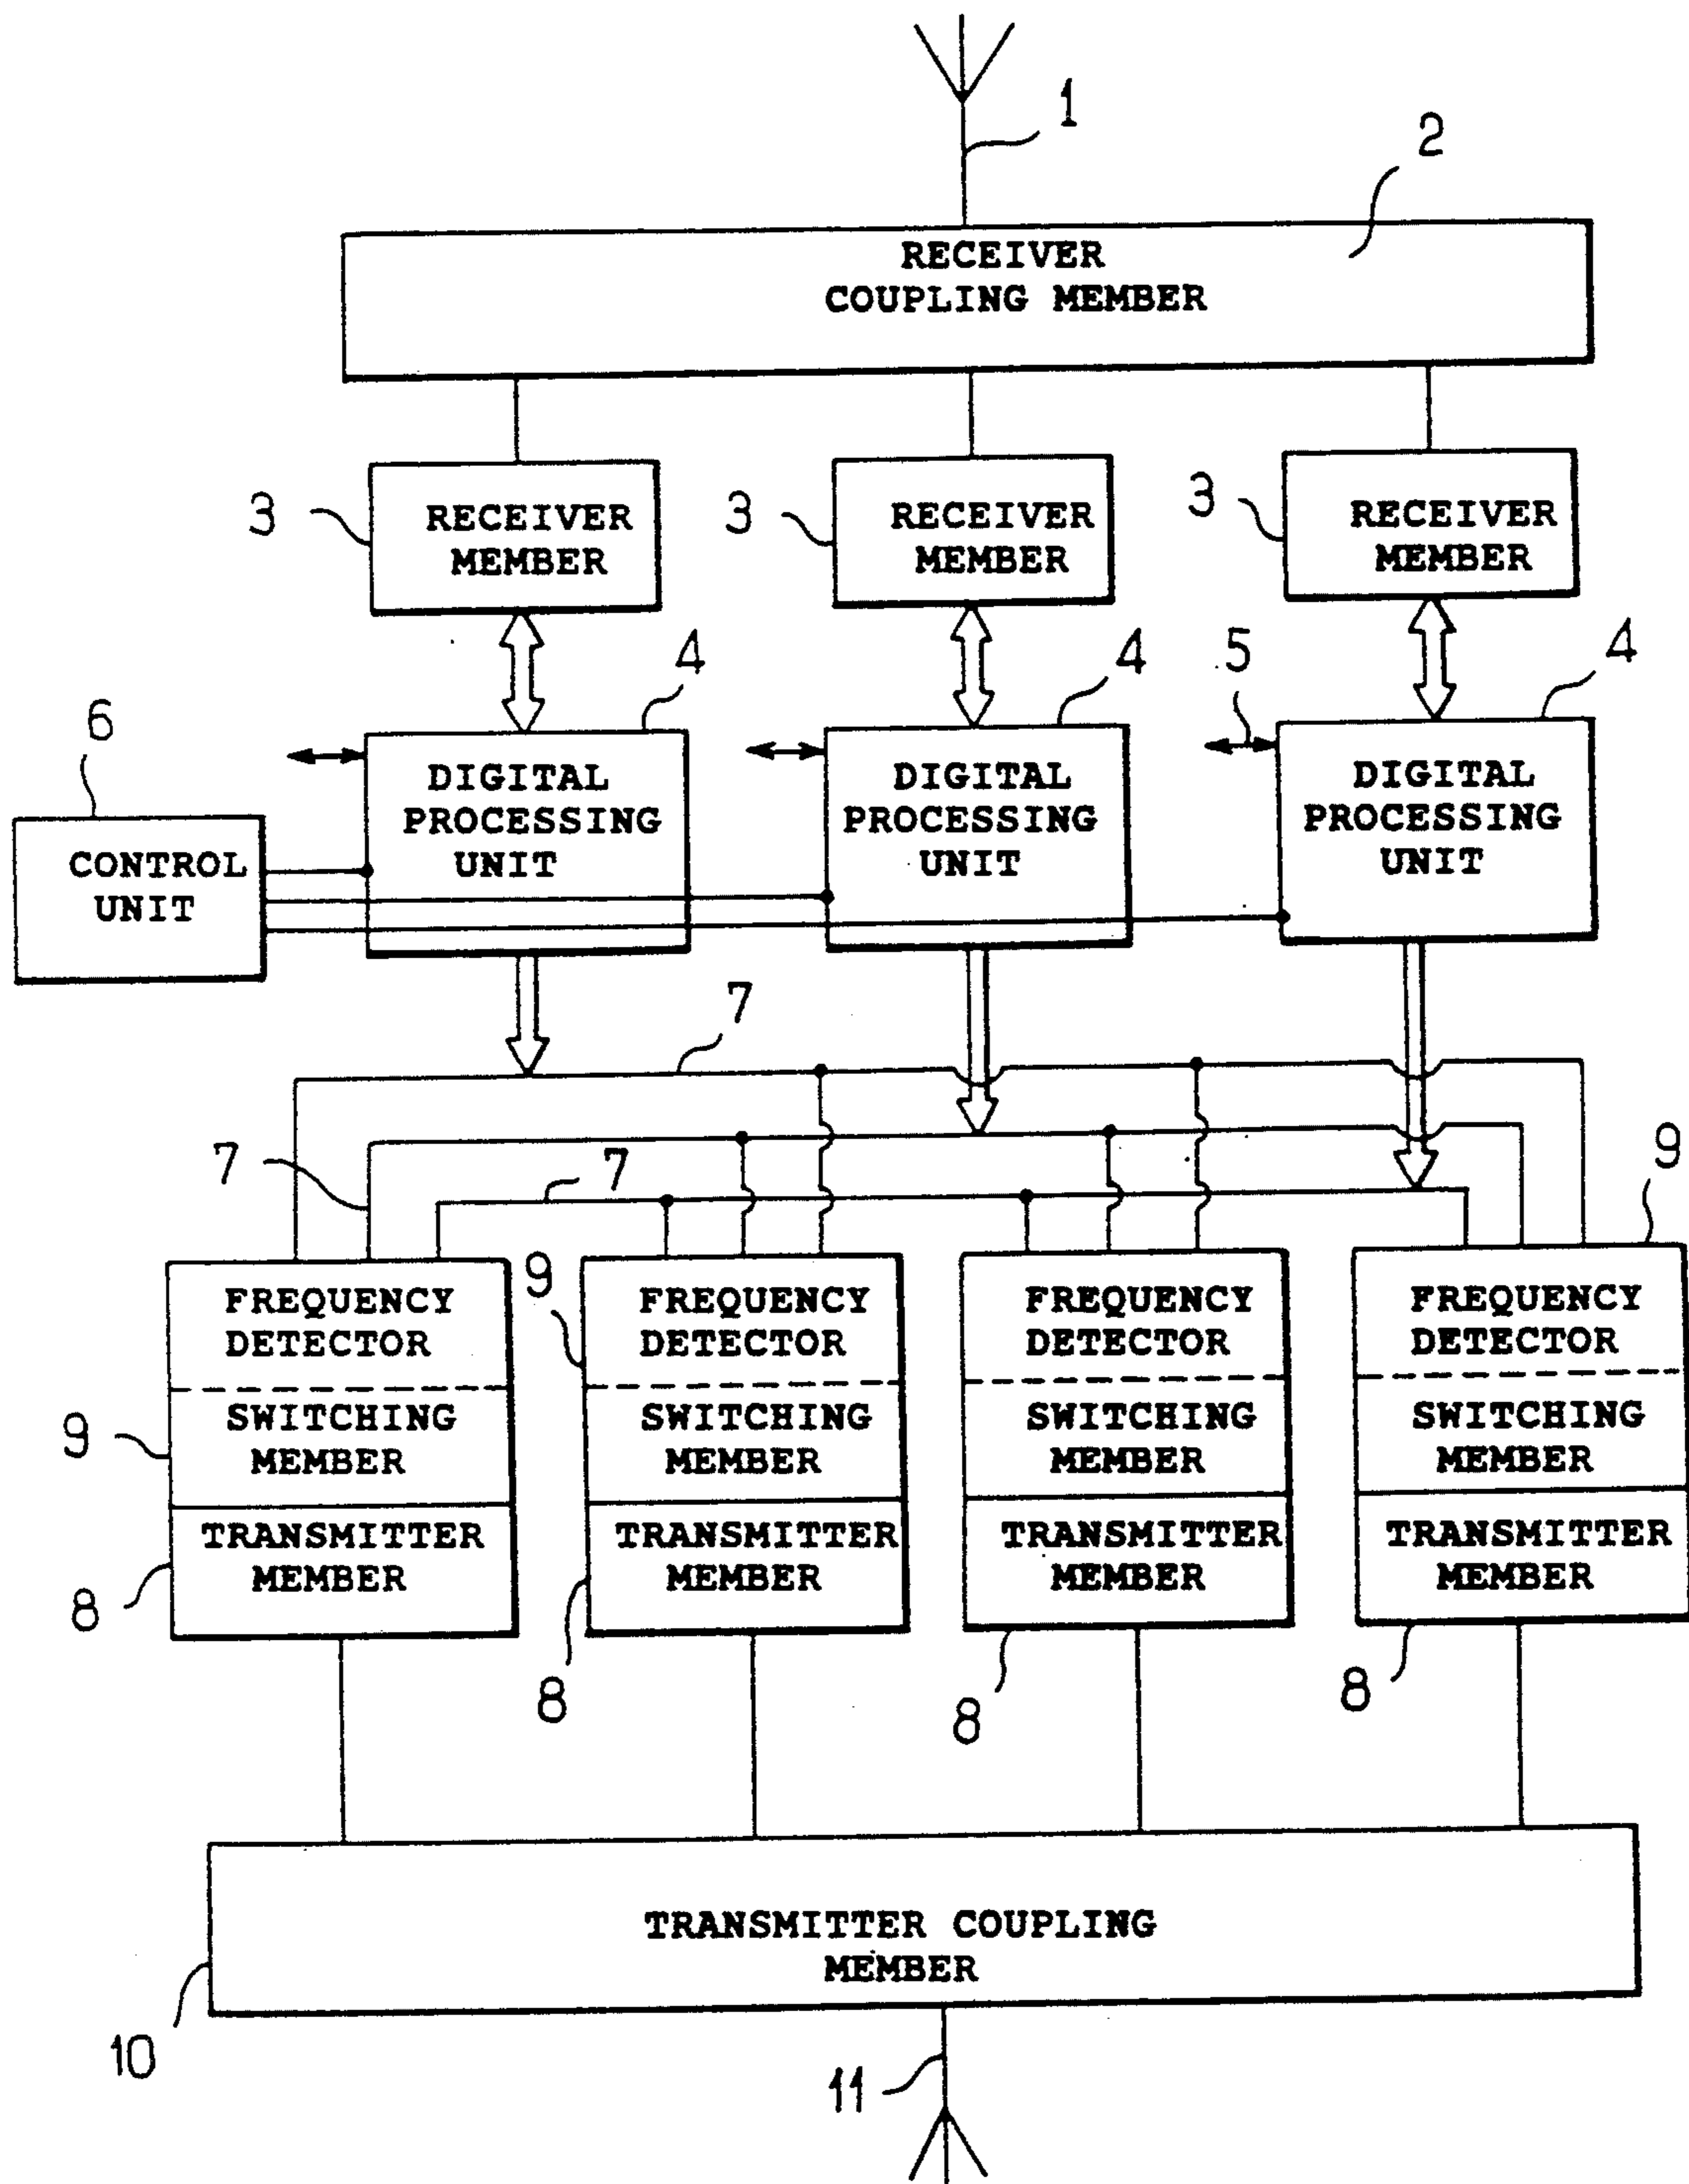 1
2
RECEIVER
COUPLING MEMBER
3
RECEIVER
MEMBER
3
RECEIVER
MEMBER
3
RECEIVER
MEMBER
4
4
5
4
6
CONTROL
UNIT
DIGITAL
PROCESSING
UNIT
DIGITAL
PROCESSING
UNIT
DIGITAL
PROCESSING
UNIT
7
7
7
9
FREQUENCY
DETECTOR
SWITCHING
MEMBER
TRANSMITTER
MEMBER
9
8
9
FREQUENCY
DETECTOR
SWITCHING
MEMBER
TRANSMITTER
MEMBER
8
FREQUENCY
DETECTOR
SWITCHING
MEMBER
TRANSMITTER
MEMBER
8
FREQUENCY
DETECTOR
SWITCHING
MEMBER
TRANSMITTER
MEMBER
8
TRANSMITTER COUPLING
MEMBER
10
11